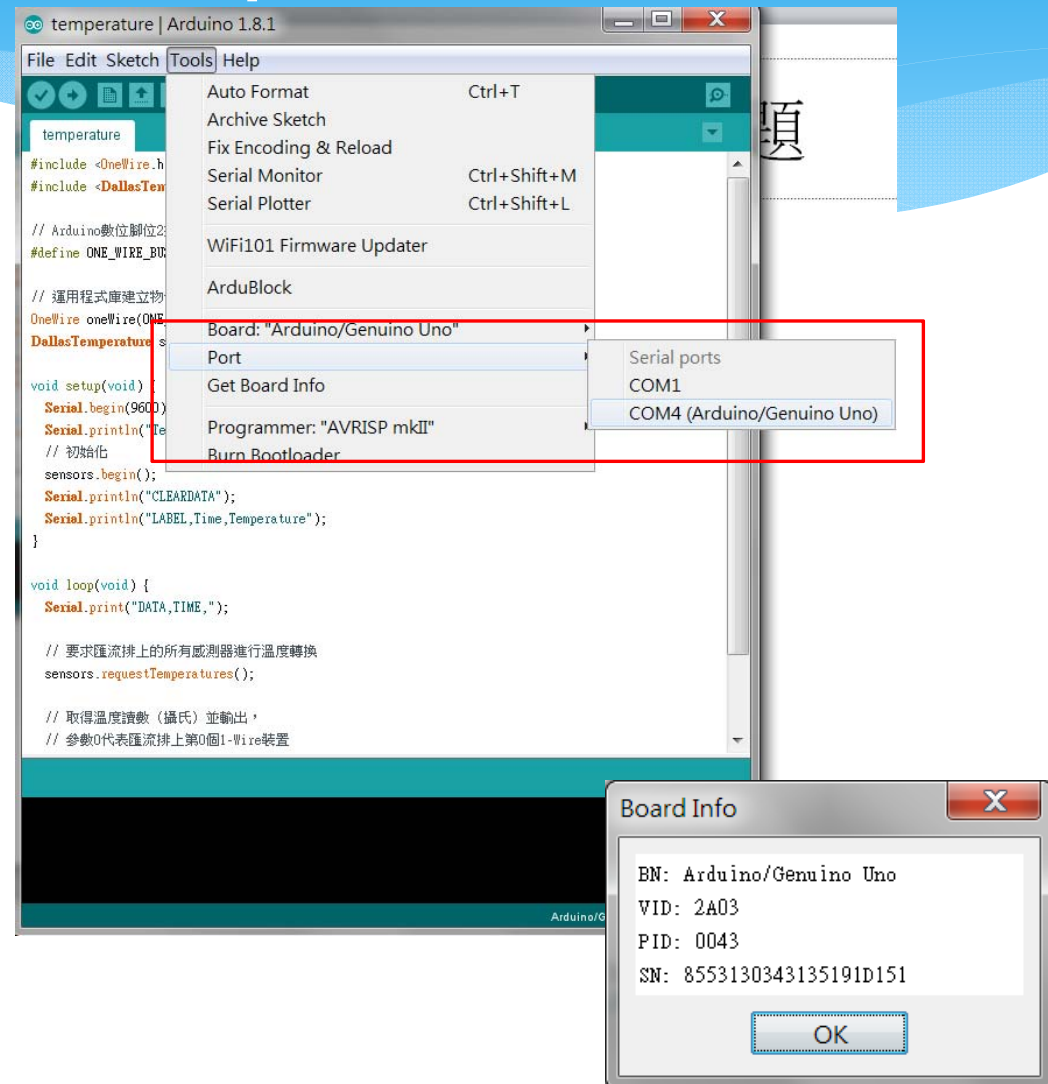 temperature | Arduino 1.8.1
File Edit Sketch Tools Help
Auto Format Ctrl+T
Archive Sketch
Fix Encoding & Reload
Serial Monitor Ctrl+Shift+M
Serial Plotter Ctrl+Shift+L
WiFi101 Firmware Updater
ArduBlock
Board: "Arduino/Genuino Uno"
Port
Get Board Info
Programmer: "AVRISP mkII"
Burn Bootloader
Serial ports
COM1
COM4 (Arduino/Genuino Uno)
題
temperature
#include <OneWire.h
#include <DallasTem
// Arduino數位腳位2
#define ONE_WIRE_BU
// 運用程式庫建立物
OneWire oneWire(ONE_
DallasTemperature s
void setup(void) {
Serial.begin(9600)
Serial.println("Te
// 初始化
sensors.begin();
Serial.println("CLEARDATA");
Serial.println("LABEL,Time,Temperature");
}
void loop(void) {
Serial.print("DATA,TIME,");
// 要求匯流排上的所有感測器進行溫度轉換
sensors.requestTemperatures();
// 取得溫度讀數（攝氏）並輸出，
// 參數0代表匯流排上第0個1-Wire裝置
Arduino/G
Board Info
BN: Arduino/Genuino Uno
VID: 2A03
PID: 0043
SN: 8553130343135191D151
OK